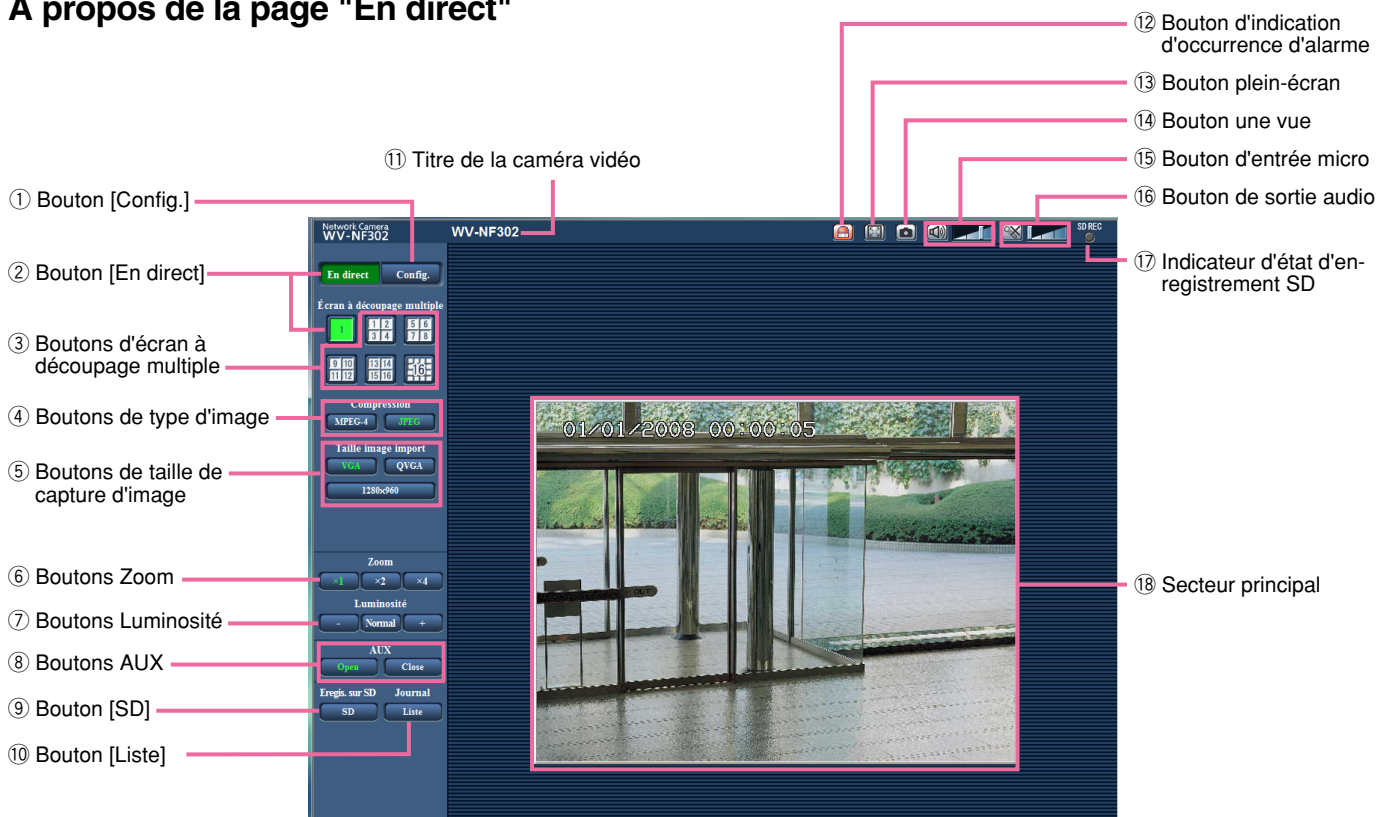 À propos de la page "En direct"
⑫ Bouton d'indication
d'occurrence d'alarme
⑬ Bouton plein-écran
⑭ Bouton une vue
⑪ Titre de la caméra vidéo
⑮ Bouton d'entrée micro
① Bouton [Config.]
⑯ Bouton de sortie audio
Network Camera
WV-NF302
WV-NF302
SD REC
② Bouton [En direct]
En direct
Config.
⑰ Indicateur d'état d'en-
registrement SD
Écran à découpage multiple
1
1 2
3 4
5 6
7 8
③ Boutons d'écran à
découpage multiple
9 10
11 12
13 14
15 16
16
④ Boutons de type d'image
Compression
MPEG-4
JPEG
01/01/2008 00:00:05
⑤ Boutons de taille de
capture d'image
Taille image import
VGA
QVGA
1280x960
⑥ Boutons Zoom
Zoom
×1
×2
×4
OUT
⑱ Secteur principal
⑦ Boutons Luminosité
Luminosité
-
Normal
+
⑧ Boutons AUX
AUX
Open
Close
⑨ Bouton [SD]
Eregis. sur SD
Journal
SD
Liste
⑩ Bouton [Liste]